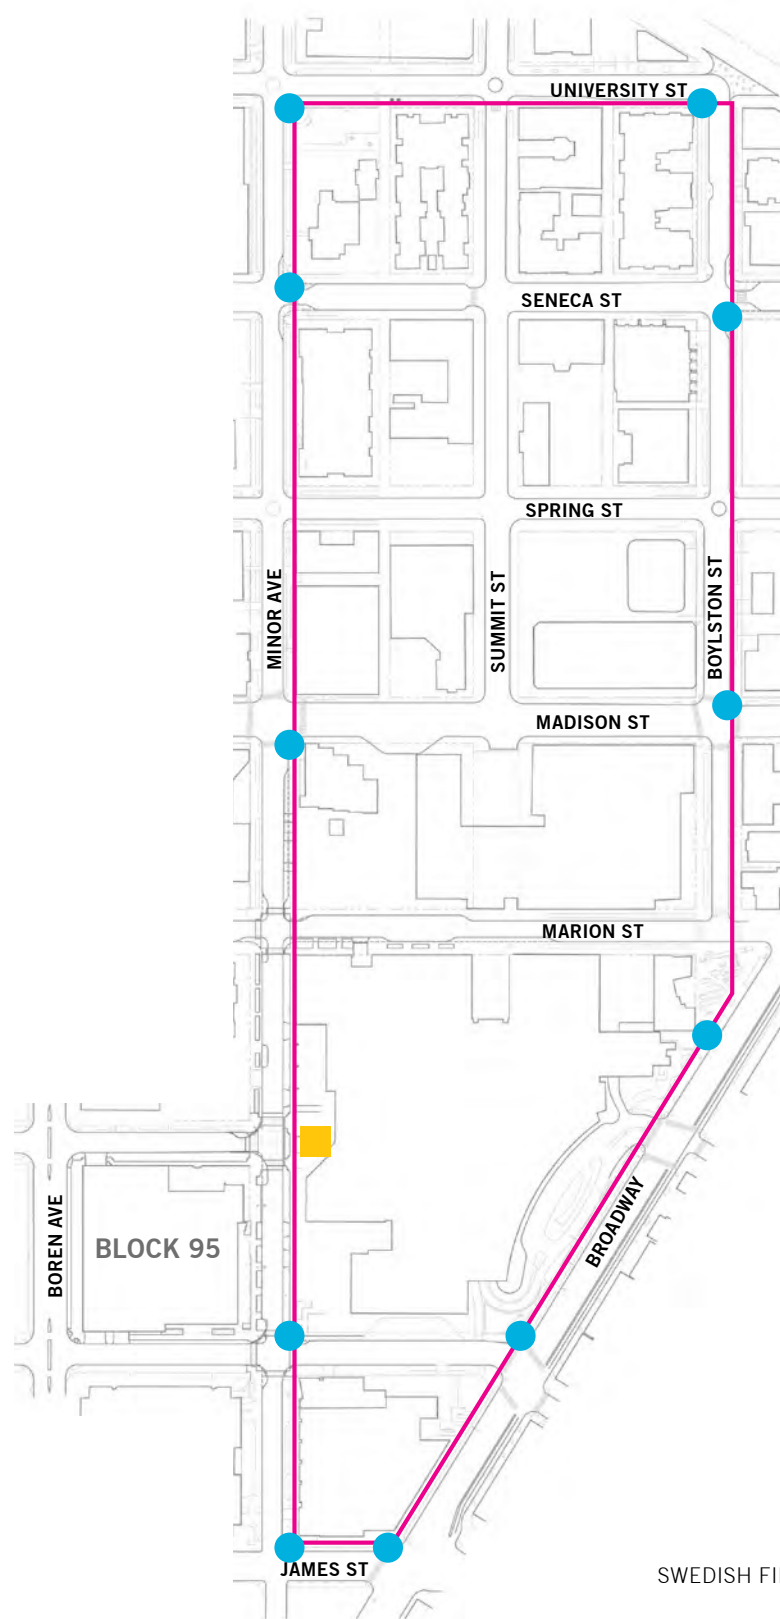 UNIVERSITY ST
SENECA ST
SPRING ST
MINOR AVE
SUMMIT ST
BOYLSTON ST
MADISON ST
MARION ST
BOREN AVE
BLOCK 95
BROADWAY
JAMES ST
SWEDISH